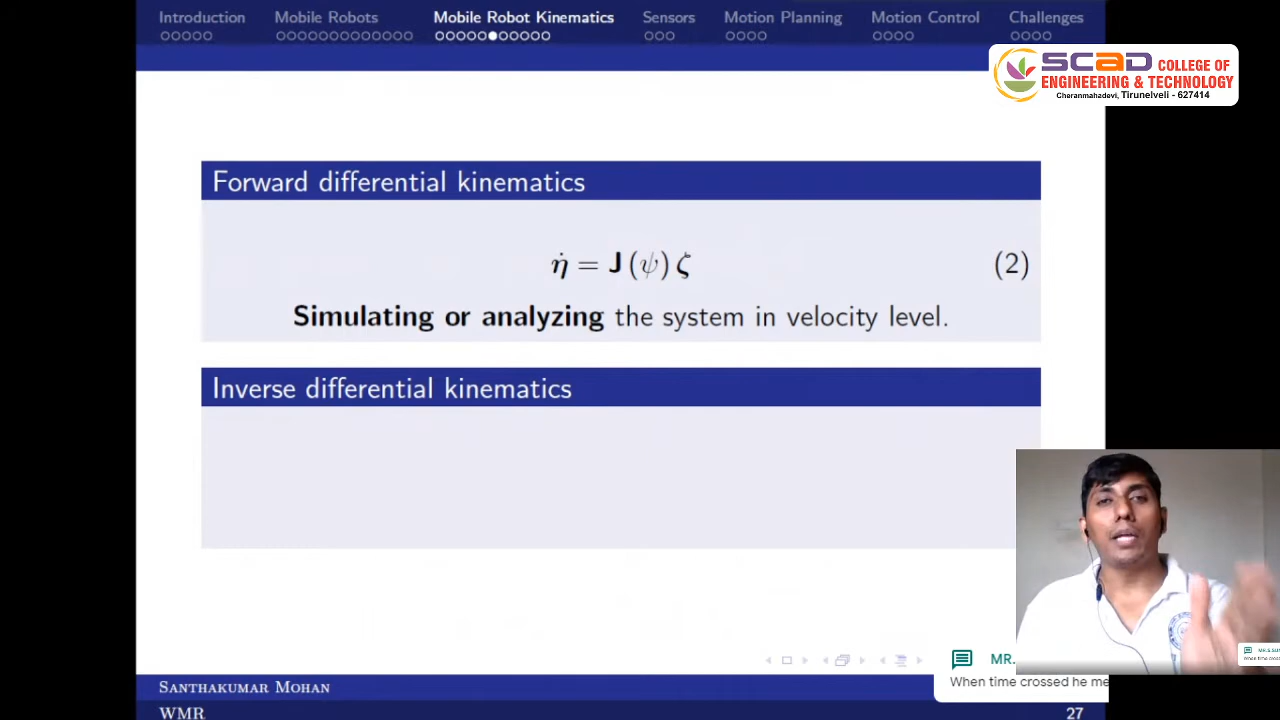 Introduction Mobile Robots Mobile Robot Kinematics Sensors Motion Planning Motion Control Challenges
SCAD COLLEGE OF
ENGINEERING & TECHNOLOGY
Cheranmahadevi, Tirunelveli - 627414
Forward differential kinematics
η̇ = J (ψ) ζ (2)
Simulating or analyzing the system in velocity level.
Inverse differential kinematics
MR.
When time crossed he me
SANTHAKUMAR MOHAN
WMR 27